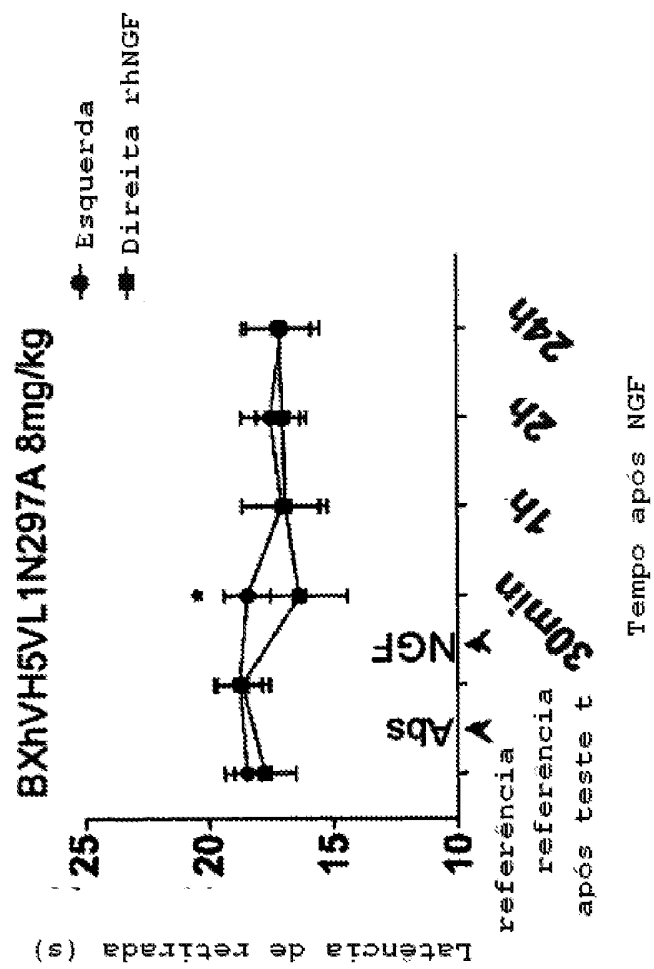 BXhVH5VL1N297A 8mg/kg
Esquerda
Direita rhNGF
Latência de retirada (s)
25
20
15
10
Abs
NGF
*
referência
referência
após teste t
30min
1h
2h
24h
Tempo após NGF